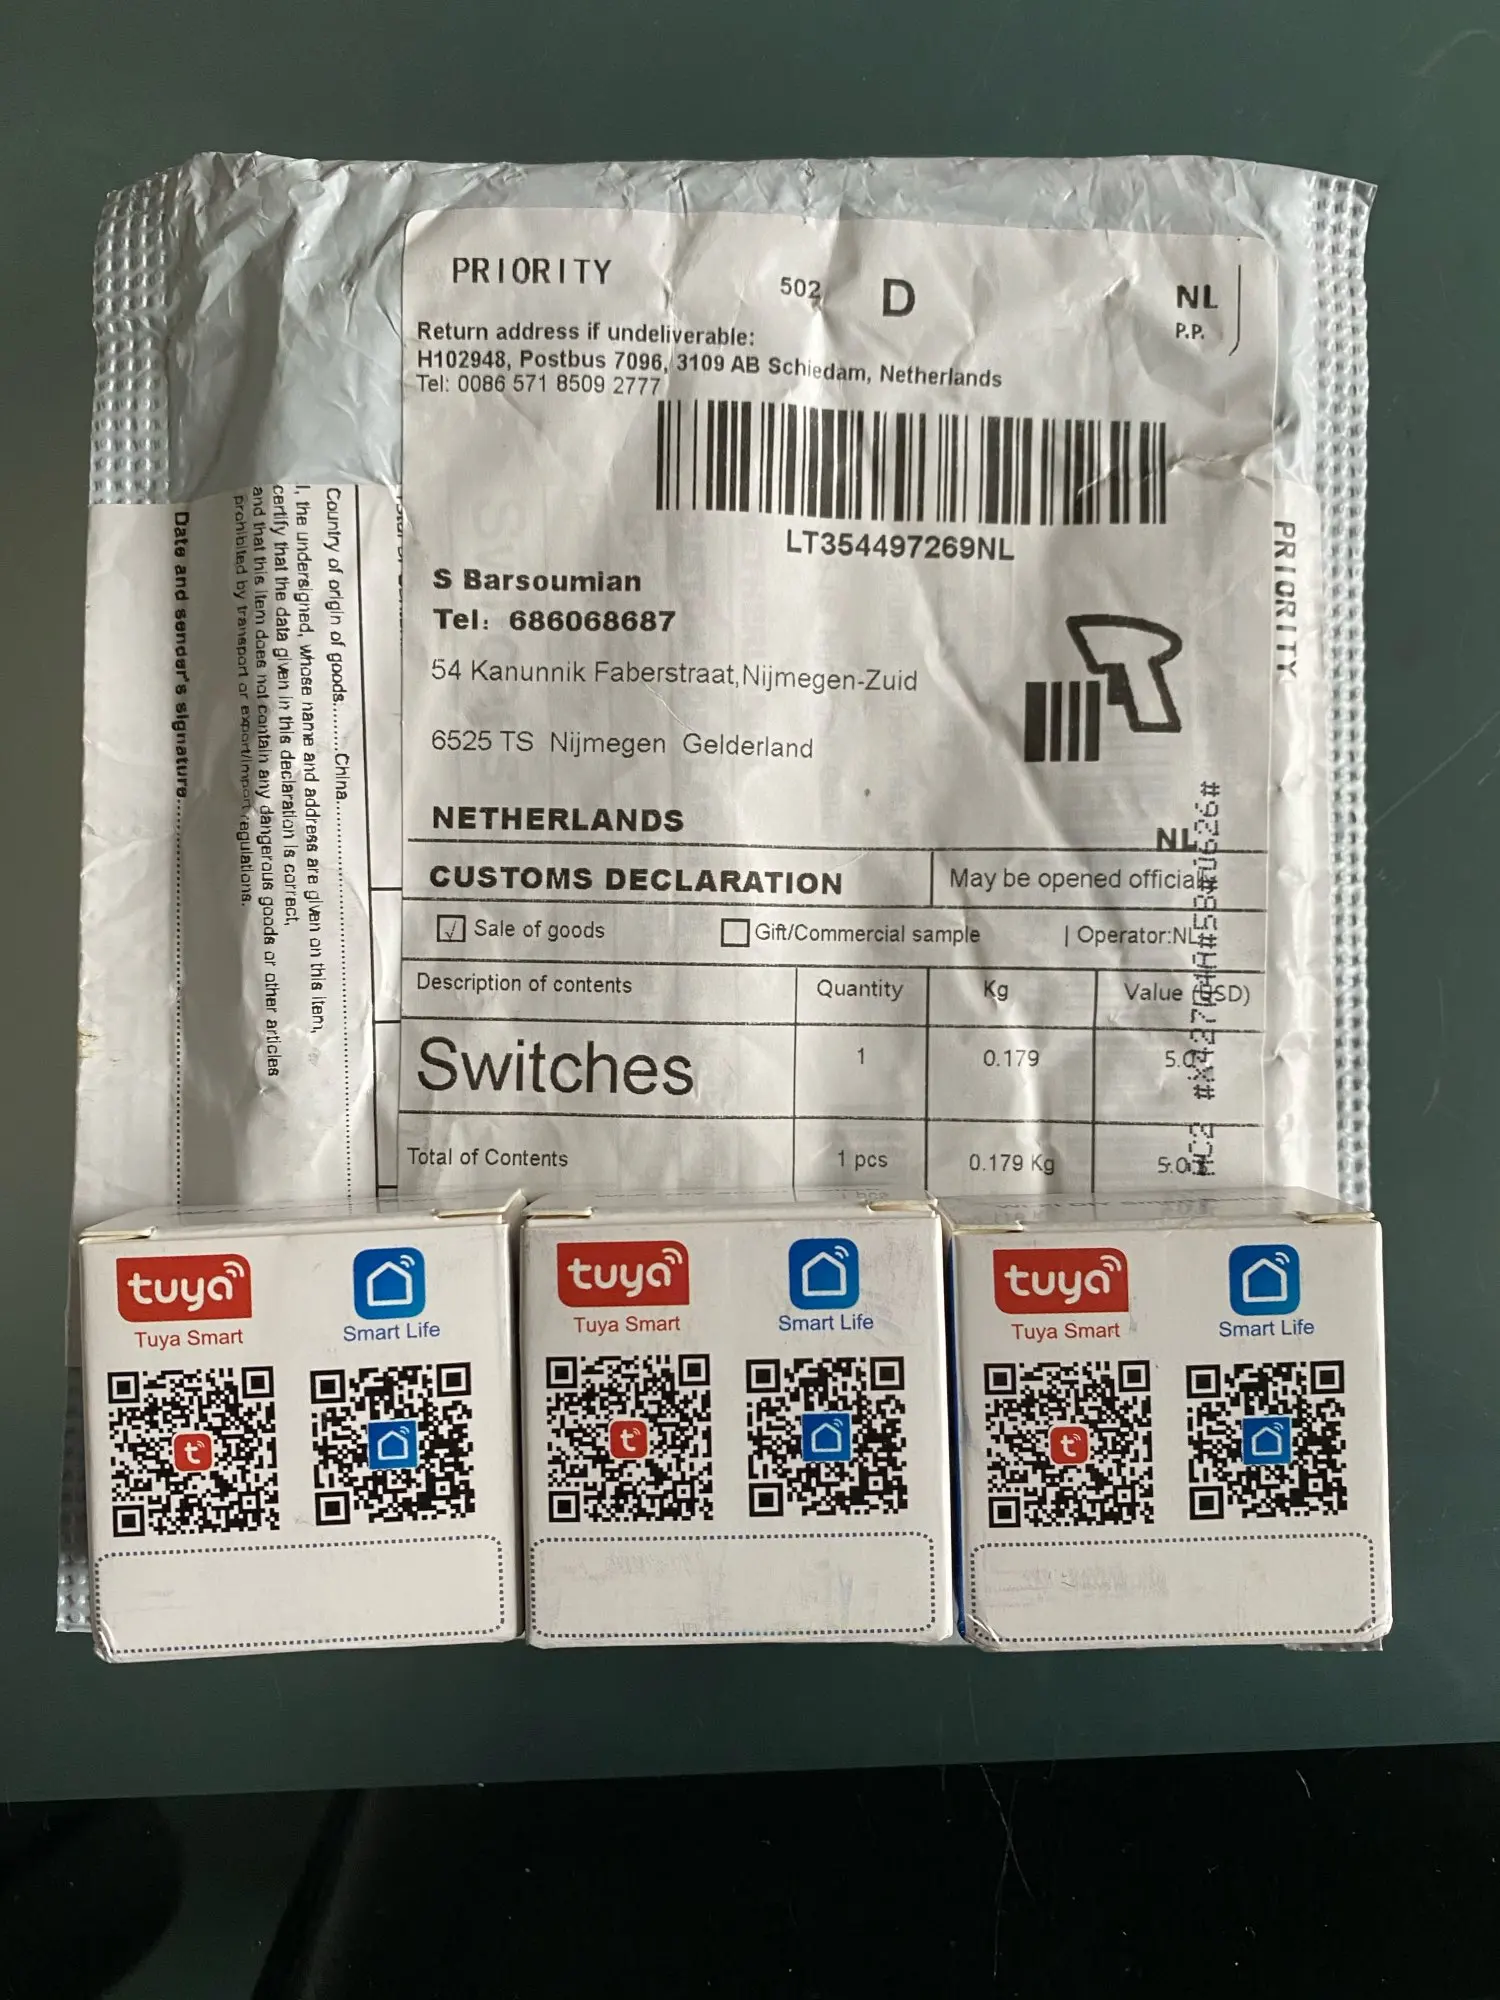 PRIORITY
502
D
NL
P.P.
Return address if undeliverable:
H102948, Postbus 7096, 3109 AB Schiedam, Netherlands
Tel: 0086 571 8509 2777
LT354497269NL
PRIORITY
S Barsoumian
Tel: 686068687
54 Kanunnik Faberstraat,Nijmegen-Zuid
6525 TS Nijmegen Gelderland
NETHERLANDS
NL
CUSTOMS DECLARATION
May be opened official
Sale of goods
Gift/Commercial sample
| Operator:NL
Description of contents
Quantity
Kg
Value
Switches
1
0.179
Total of Contents
1 pcs
0.179 Kg
Country of origin of goods........China
I, the undersigned, whose name and address are given on this item,
certify that the data given in this declaration is correct,
and that this item does not contain any dangerous goods or other articles
prohibited by transport or export/import regulations.
Date and sender's signature
tuya
Tuya Smart
Smart Life
tuya
Tuya Smart
Smart Life
tuya
Tuya Smart
Smart Life